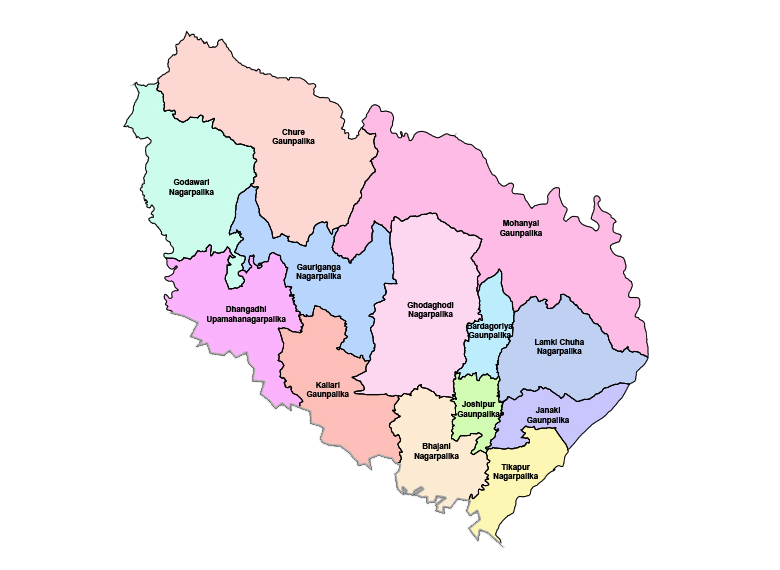 Chure
Gaunpalika
Godawari
Nagarpalika
Mohanyal
Gaunpalika
Gauriganga
Nagarpalika
Dhangadhi
Upamahanagarpalika
Ghodaghodi
Nagarpalika
Bardagoriya
Gaunpalika
Lamki Chuha
Nagarpalika
Kailari
Gaunpalika
Joshipur
Gaunpalika
Janaki
Gaunpalika
Bhajani
Nagarpalika
Tikapur
Nagarpalika